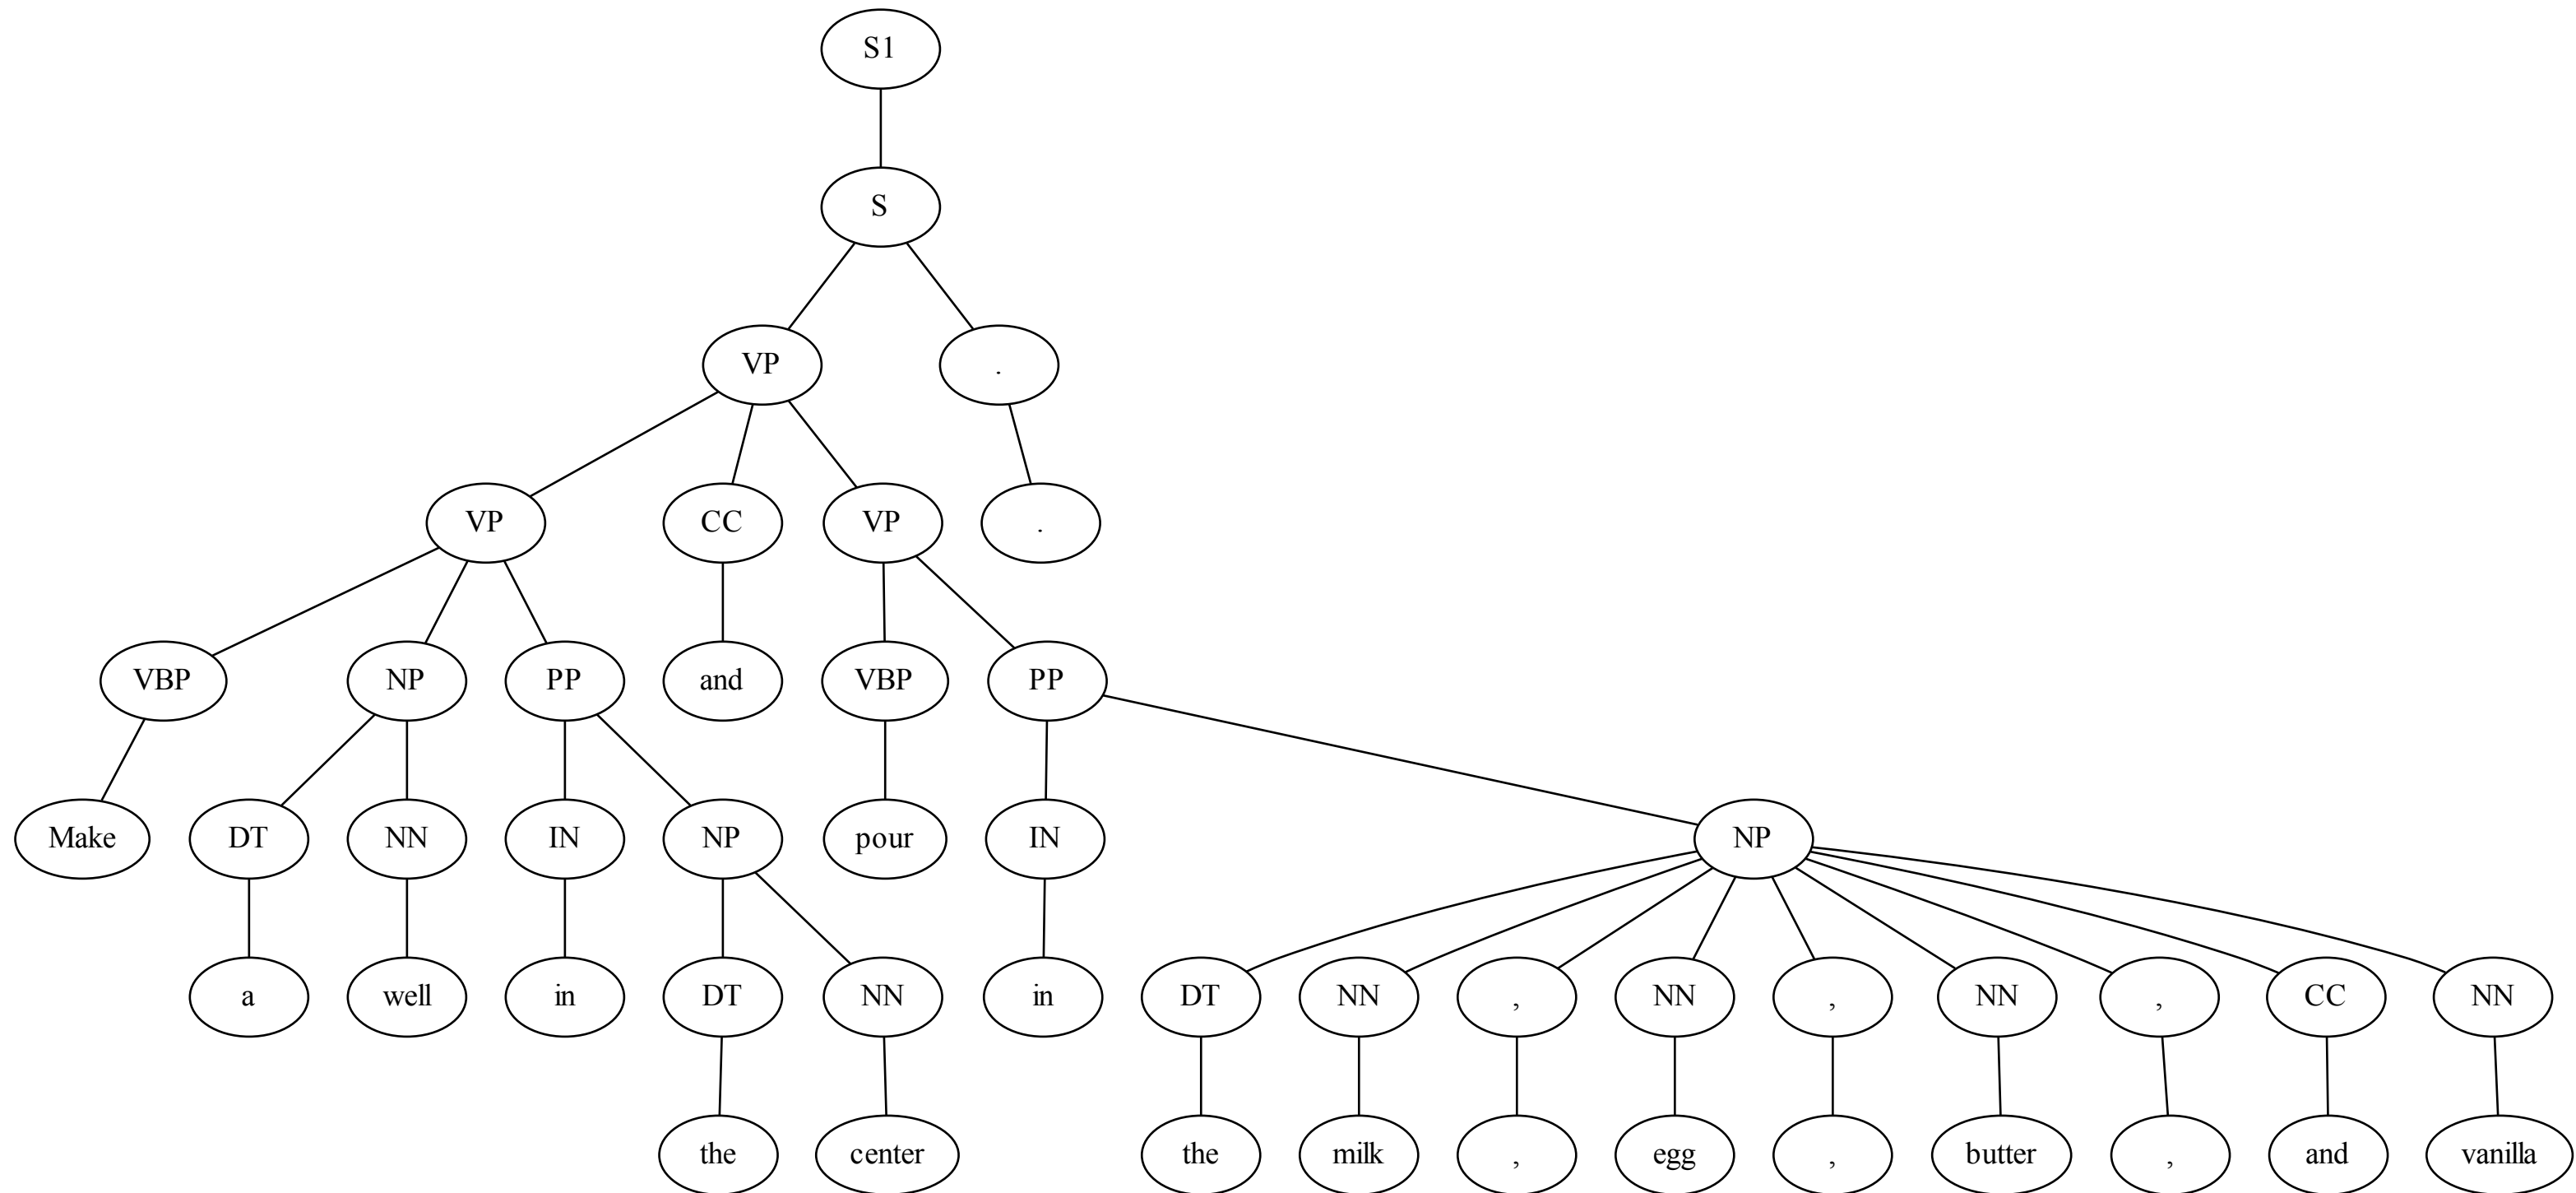 S1
S
VP .
VP CC VP .
VBP NP PP and VBP PP
Make DT NN IN NP pour IN NP
a well in DT NN in DT NN , NN , NN , CC NN
the center the milk , egg , butter , and vanilla